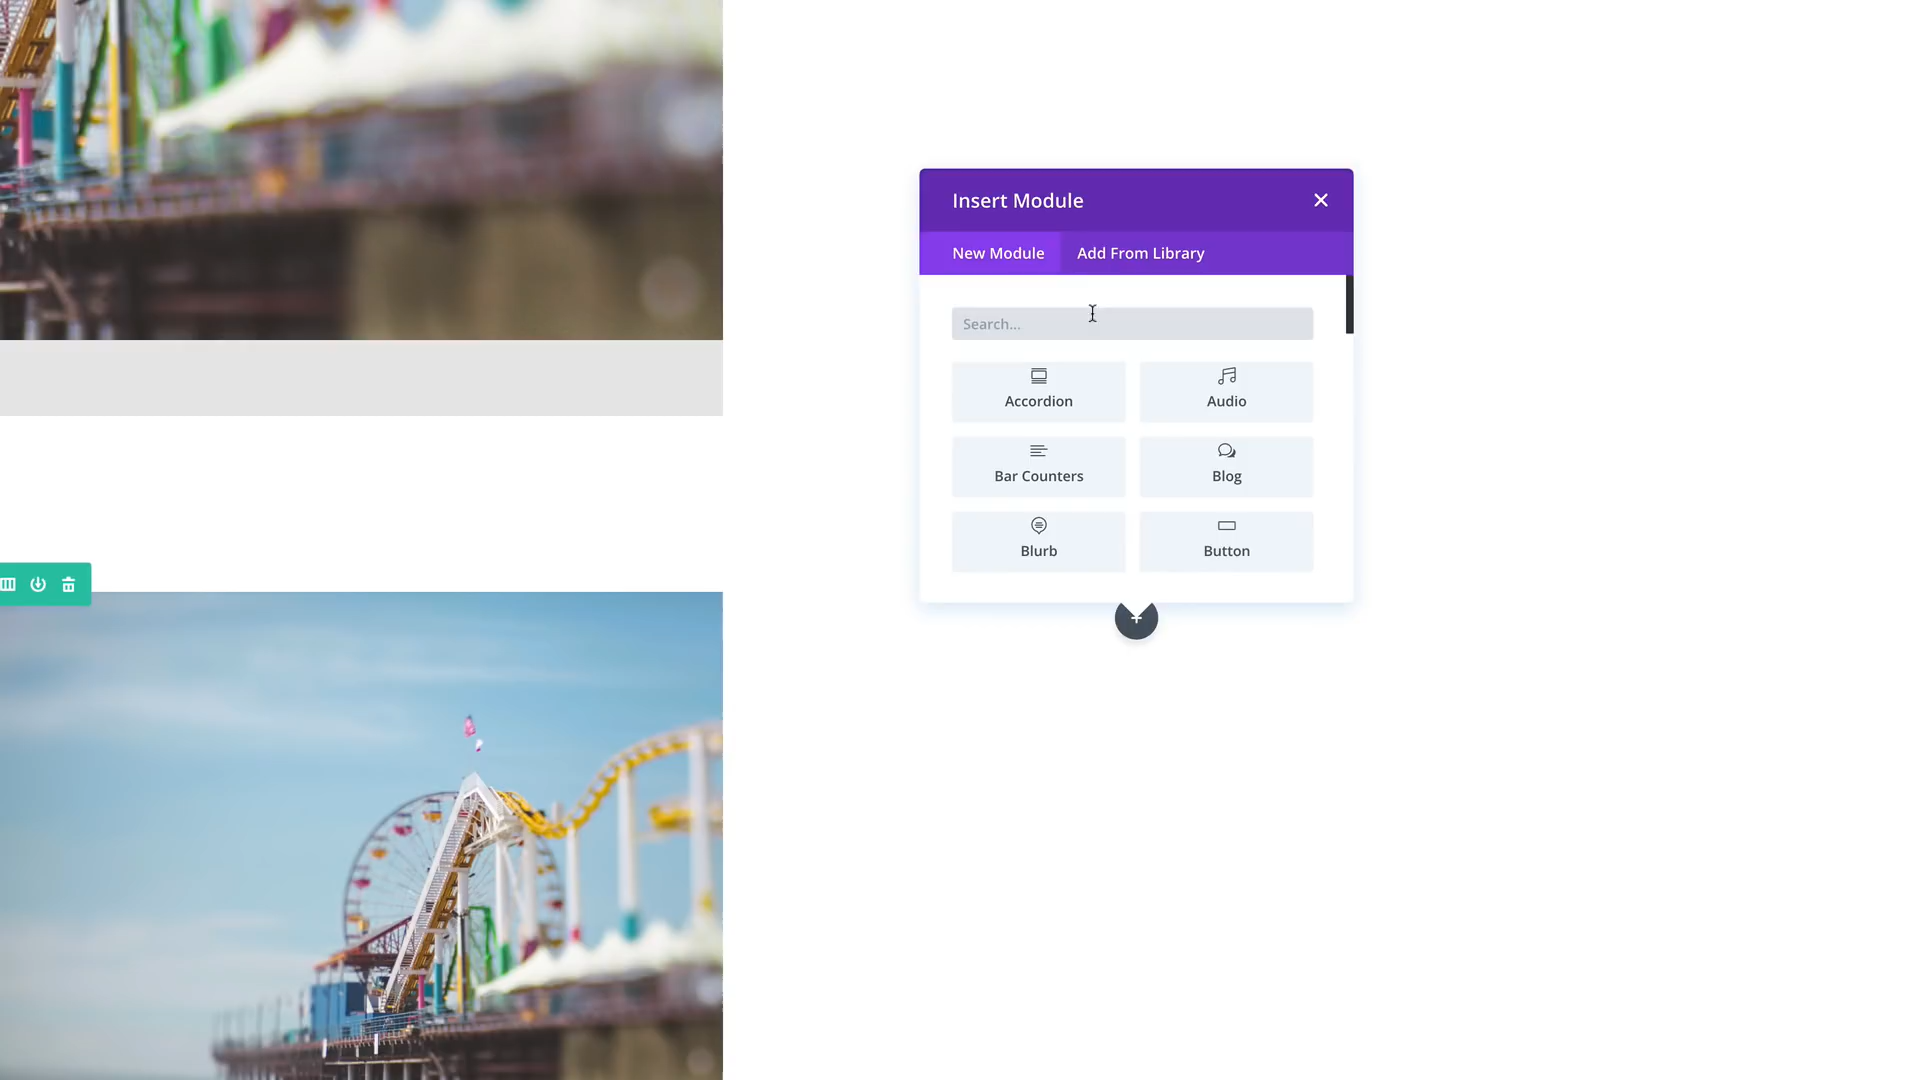 Insert Module
New Module
Add From Library
Search...
Accordion
Audio
Bar Counters
Blog
Blurb
Button